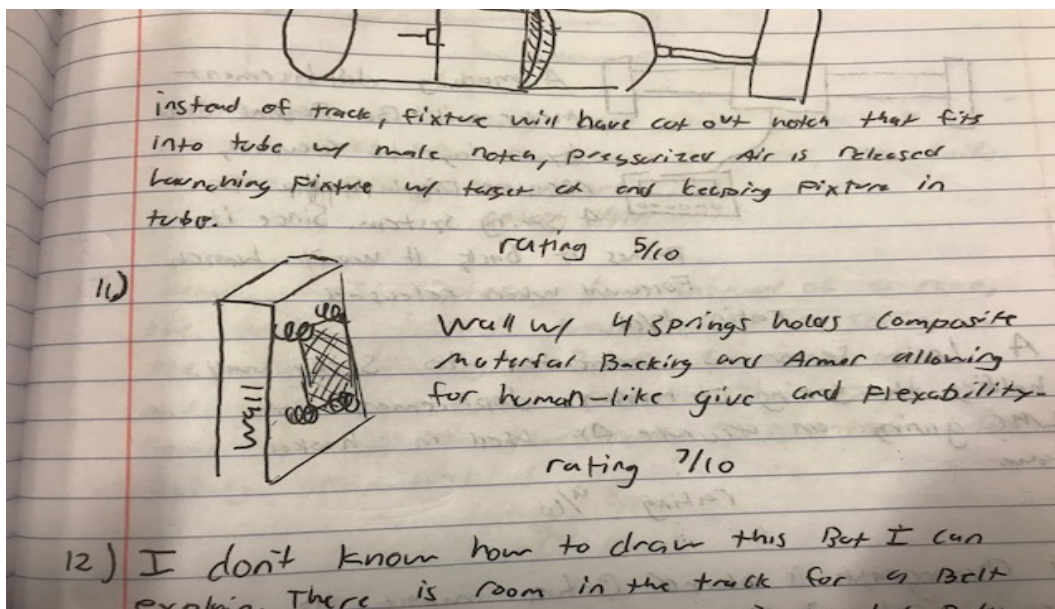 instead of track, fixture will have cut out notch that fits
into tube w/ male notch, pressurized Air is released
launching fixture w/ target at end keeping fixture in
tube.
rating 5/10
11)
Wall w/ 4 springs holds Composite
Material Backing and Armor allowing
for human-like give and Flexability.
wall
rating 7/10
12) I don't know how to draw this But I can
explain. There is room in the track for a Belt